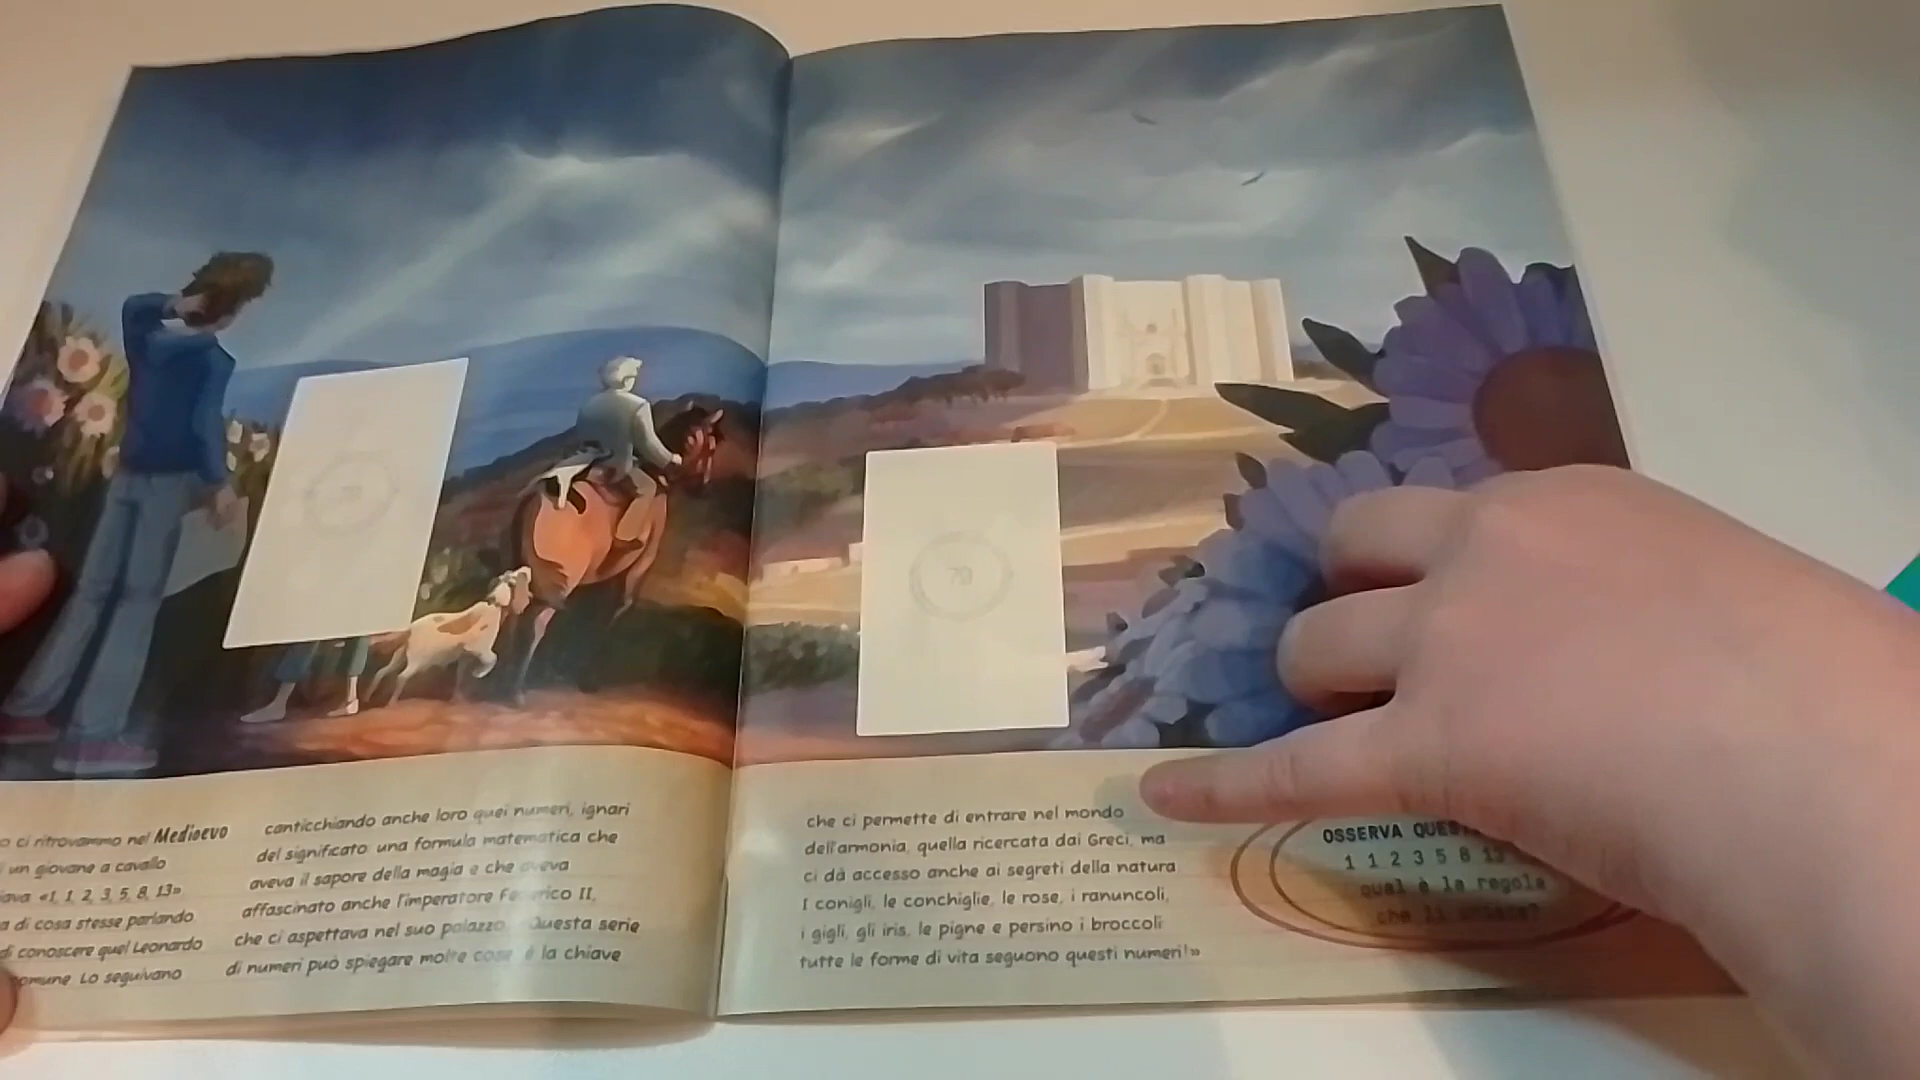 ci ritrovammo nel Medioevo
un giovane a cavallo
«1, 1, 2, 3, 5, 8, 13»
di cosa stesse parlando
di conoscere quel Leonardo
comune. Lo seguivano
canticchiando anche loro quei numeri, ignari
del significato: una formula matematica che
aveva il sapore della magia e che aveva
affascinato anche l'imperatore Federico II,
che ci aspettava nel suo palazzo. «Questa serie
di numeri può spiegare molte cose: è la chiave
79
che ci permette di entrare nel mondo
dell'armonia, quella ricercata dai Greci, ma
ci dà accesso anche ai segreti della natura
I conigli, le conchiglie, le rose, i ranuncoli,
i gigli, gli iris, le pigne e persino i broccoli:
tutte le forme di vita seguono questi numeri!»
OSSERVA
1 1 2 3 5 8 13
qual è la regola
che li unisce?